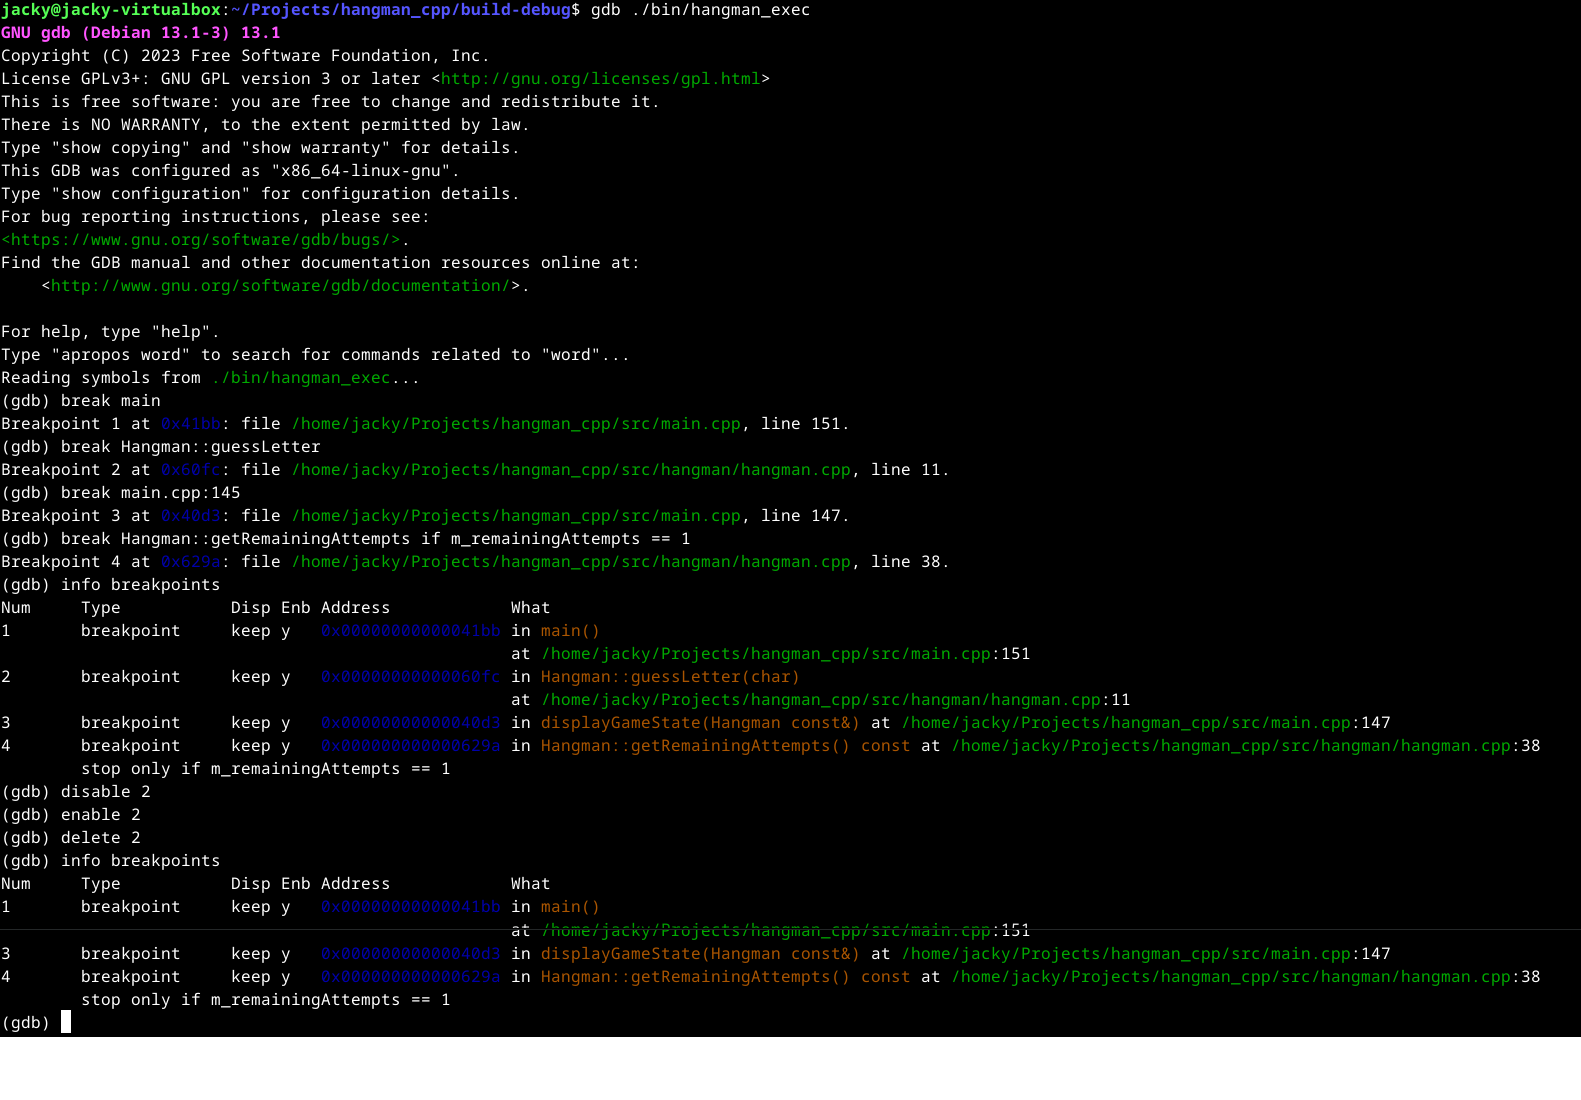 jacky@jacky-virtualbox:~/Projects/hangman_cpp/build-debug$ gdb ./bin/hangman_exec
GNU gdb (Debian 13.1-3) 13.1
Copyright (C) 2023 Free Software Foundation, Inc.
License GPLv3+: GNU GPL version 3 or later <http://gnu.org/licenses/gpl.html>
This is free software: you are free to change and redistribute it.
There is NO WARRANTY, to the extent permitted by law.
Type "show copying" and "show warranty" for details.
This GDB was configured as "x86_64-linux-gnu".
Type "show configuration" for configuration details.
For bug reporting instructions, please see:
<https://www.gnu.org/software/gdb/bugs/>.
Find the GDB manual and other documentation resources online at:
    <http://www.gnu.org/software/gdb/documentation/>.

For help, type "help".
Type "apropos word" to search for commands related to "word"...
Reading symbols from ./bin/hangman_exec...
(gdb) break main
Breakpoint 1 at 0x41bb: file /home/jacky/Projects/hangman_cpp/src/main.cpp, line 151.
(gdb) break Hangman::guessLetter
Breakpoint 2 at 0x60fc: file /home/jacky/Projects/hangman_cpp/src/hangman/hangman.cpp, line 11.
(gdb) break main.cpp:145
Breakpoint 3 at 0x40d3: file /home/jacky/Projects/hangman_cpp/src/main.cpp, line 147.
(gdb) break Hangman::getRemainingAttempts if m_remainingAttempts == 1
Breakpoint 4 at 0x629a: file /home/jacky/Projects/hangman_cpp/src/hangman/hangman.cpp, line 38.
(gdb) info breakpoints
Num     Type           Disp Enb Address            What
1       breakpoint     keep y   0x00000000000041bb in main()
                                                   at /home/jacky/Projects/hangman_cpp/src/main.cpp:151
2       breakpoint     keep y   0x00000000000060fc in Hangman::guessLetter(char)
                                                   at /home/jacky/Projects/hangman_cpp/src/hangman/hangman.cpp:11
3       breakpoint     keep y   0x00000000000040d3 in displayGameState(Hangman const&) at /home/jacky/Projects/hangman_cpp/src/main.cpp:147
4       breakpoint     keep y   0x000000000000629a in Hangman::getRemainingAttempts() const at /home/jacky/Projects/hangman_cpp/src/hangman/hangman.cpp:38
        stop only if m_remainingAttempts == 1
(gdb) disable 2
(gdb) enable 2
(gdb) delete 2
(gdb) info breakpoints
Num     Type           Disp Enb Address            What
1       breakpoint     keep y   0x00000000000041bb in main()
                                                   at /home/jacky/Projects/hangman_cpp/src/main.cpp:151
3       breakpoint     keep y   0x00000000000040d3 in displayGameState(Hangman const&) at /home/jacky/Projects/hangman_cpp/src/main.cpp:147
4       breakpoint     keep y   0x000000000000629a in Hangman::getRemainingAttempts() const at /home/jacky/Projects/hangman_cpp/src/hangman/hangman.cpp:38
        stop only if m_remainingAttempts == 1
(gdb)